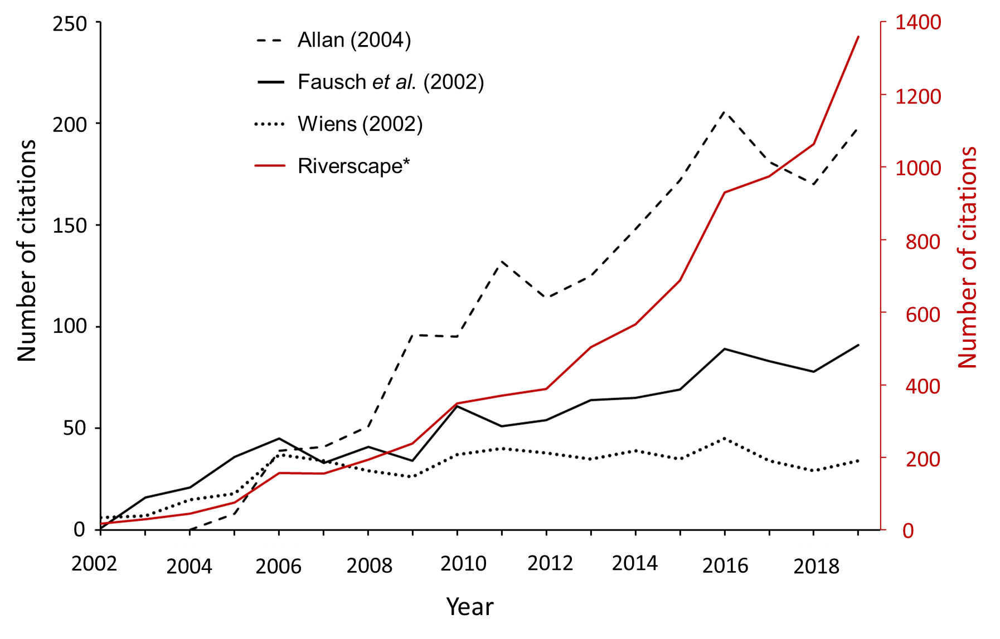 250
200
150
100
50
0
Number of citations
Allan (2004)
Fausch et al. (2002)
Wiens (2002)
Riverscape*
1400
1200
1000
800
600
400
200
0
Number of citations
2002 2004 2006 2008 2010 2012 2014 2016 2018
Year